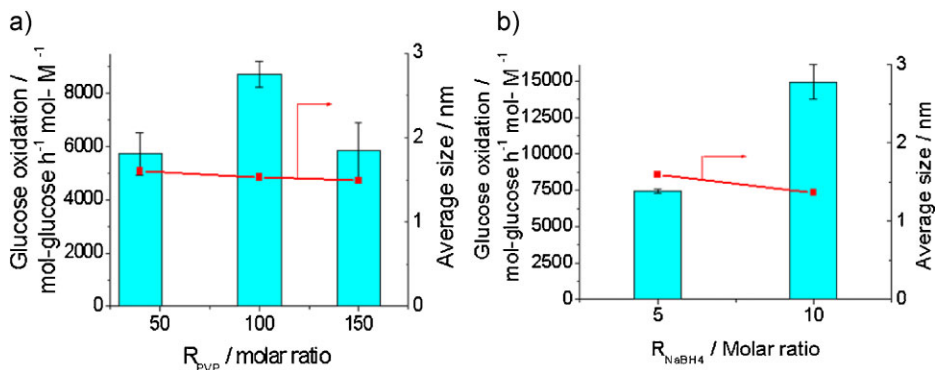 a)
Glucose oxidation /
mol-glucose h⁻¹ mol- M ⁻¹
8000
6000
4000
2000
0
50
100
150
R_PVP / molar ratio
3
2
1
0
Average size / nm
b)
Glucose oxidation /
mol-glucose h⁻¹ mol- M ⁻¹
15000
12500
10000
7500
5000
2500
0
5
10
R_NaBH4 / Molar ratio
3
2
1
0
Average size / nm